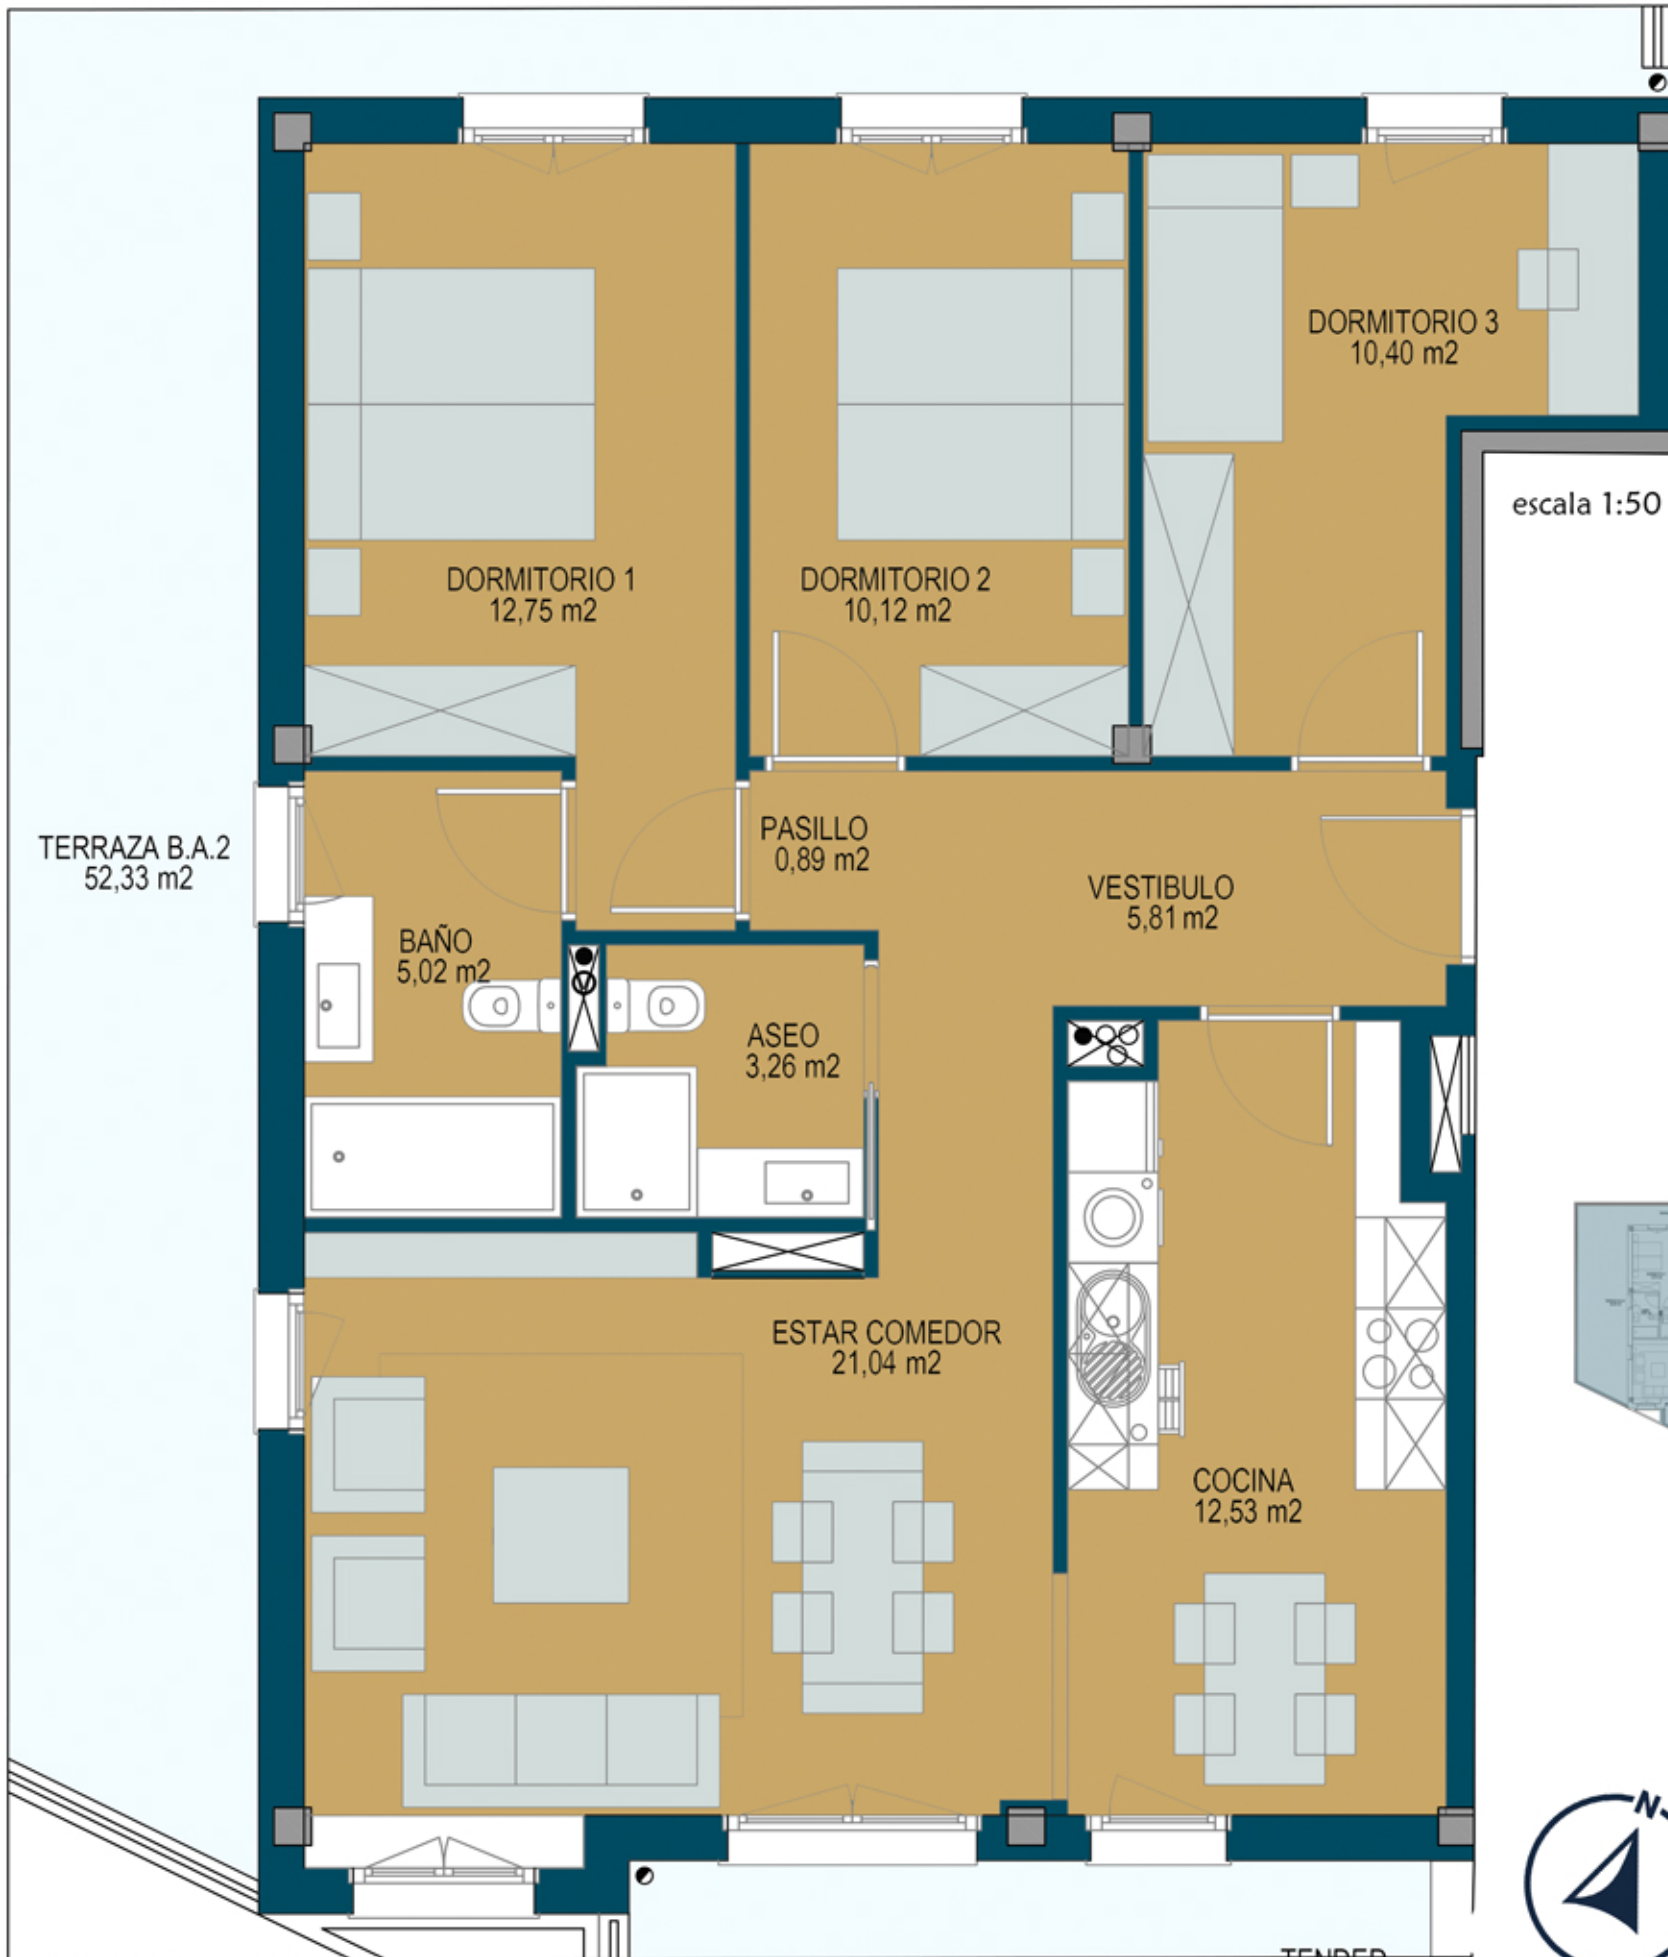 DORMITORIO 3
10,40 m2
escala 1:50
DORMITORIO 1
12,75 m2
DORMITORIO 2
10,12 m2
TERRAZA B.A.2
52,33 m2
PASILLO
0,89 m2
VESTIBULO
5,81 m2
BAÑO
5,02 m2
ASEO
3,26 m2
ESTAR COMEDOR
21,04 m2
COCINA
12,53 m2
N
TENDER